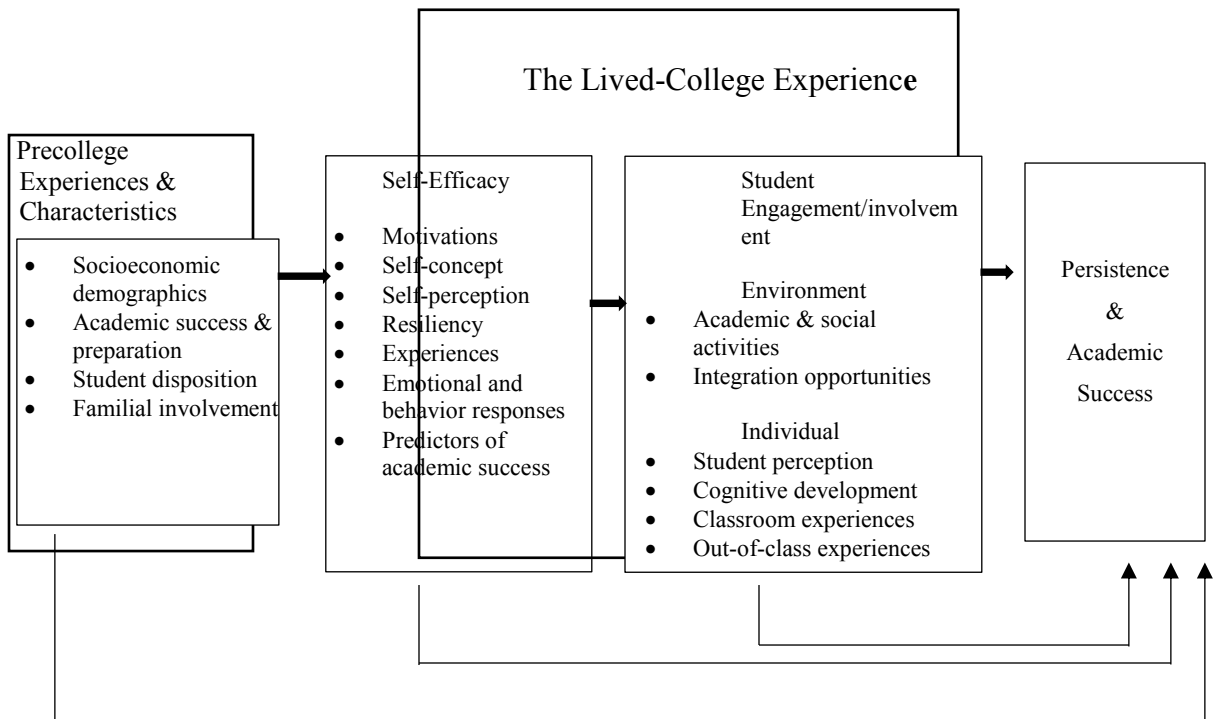 The Lived-College Experience
Precollege
Experiences &
Characteristics
• Socioeconomic
demographics
• Academic success &
preparation
• Student disposition
• Familial involvement
Self-Efficacy
• Motivations
• Self-concept
• Self-perception
• Resiliency
• Experiences
• Emotional and
behavior responses
• Predictors of
academic success
Student
Engagement/involvem
ent
Environment
• Academic & social
activities
• Integration opportunities
Individual
• Student perception
• Cognitive development
• Classroom experiences
• Out-of-class experiences
Persistence
&
Academic
Success